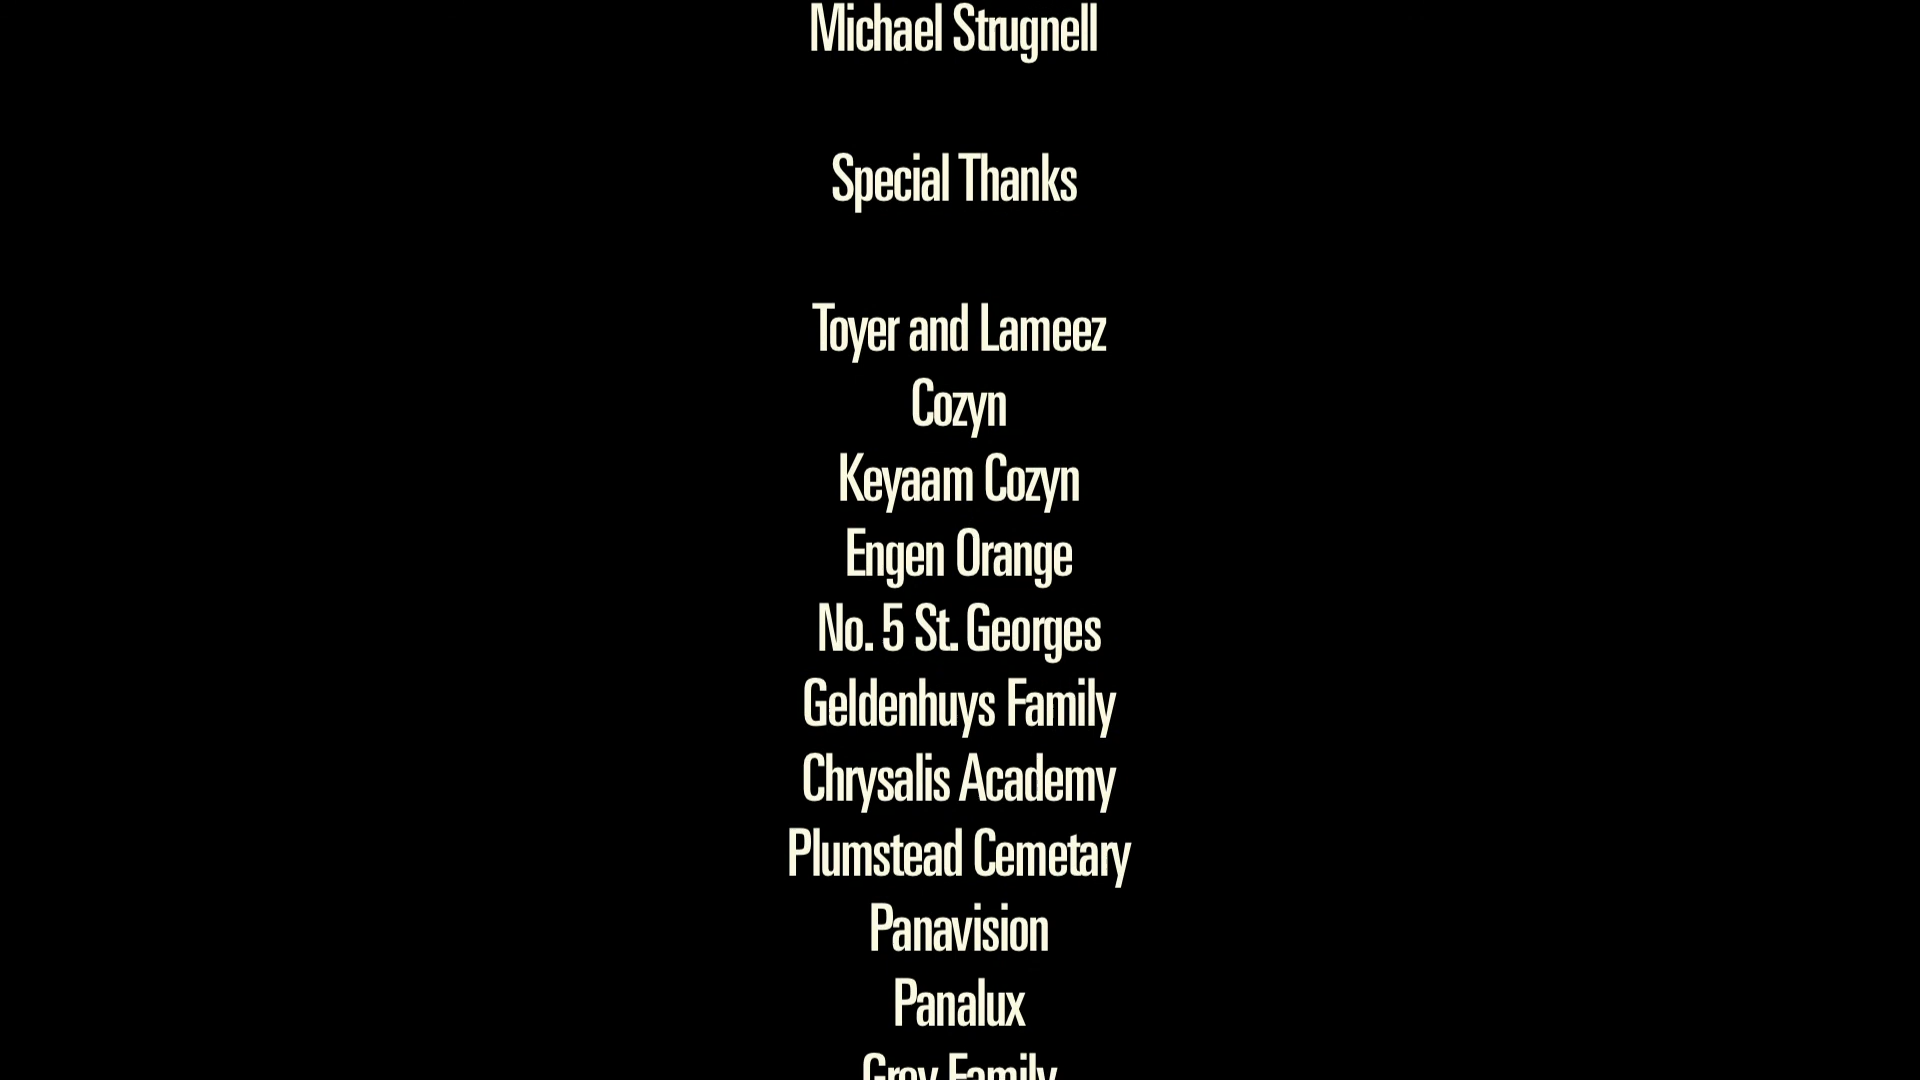 Michael Strugnell
Special Thanks
Toyer and Lameez
Cozyn
Keyaam Cozyn
Engen Orange
No. 5 St. Georges
Geldenhuys Family
Chrysalis Academy
Plumstead Cemetary
Panavision
Panalux
Family